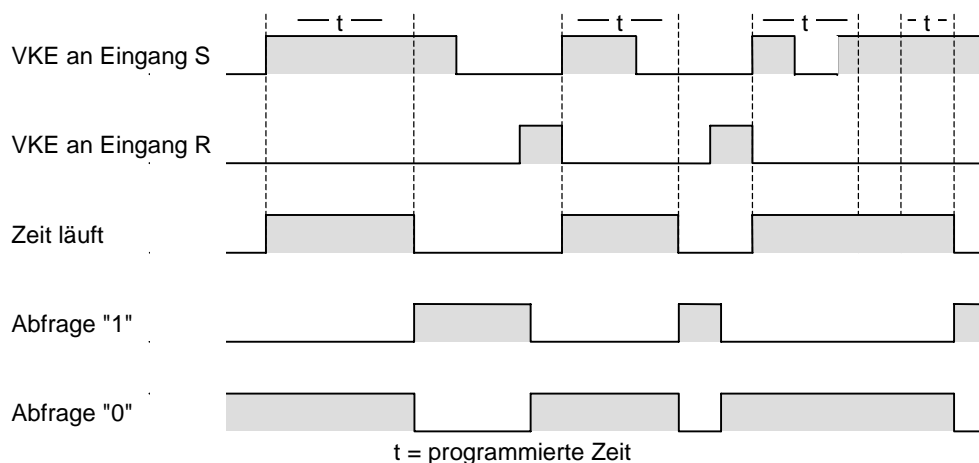 t t t t
VKE an Eingang S
VKE an Eingang R
Zeit läuft
Abfrage "1"
Abfrage "0"
t = programmierte Zeit